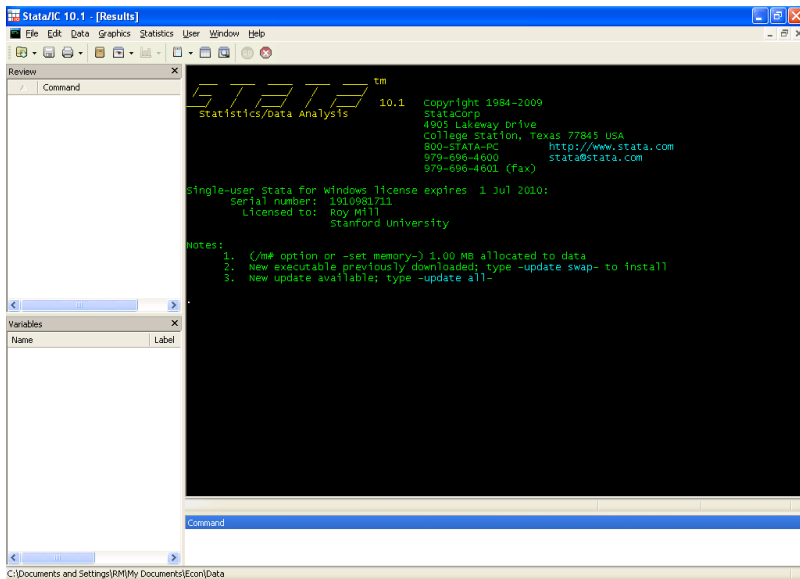 Stata/IC 10.1 - [Results]
File Edit Data Graphics Statistics User Window Help
Review
Command
tm
STATA
10.1 Copyright 1984-2009
Statistics/Data Analysis StataCorp
4905 Lakeway Drive
College Station, Texas 77845 USA
800-STATA-PC http://www.stata.com
979-696-4600 stata@stata.com
979-696-4601 (fax)
Single-user Stata for Windows license expires 1 Jul 2010:
Serial number: 1910981711
Licensed to: Roy Mill
Stanford University
Notes:
1. (/m# option or -set memory-) 1.00 MB allocated to data
2. New executable previously downloaded; type -update swap- to install
3. New update available; type -update all-
.
Variables
Name Label
Command
C:\Documents and Settings\RM\My Documents\Econ\Data